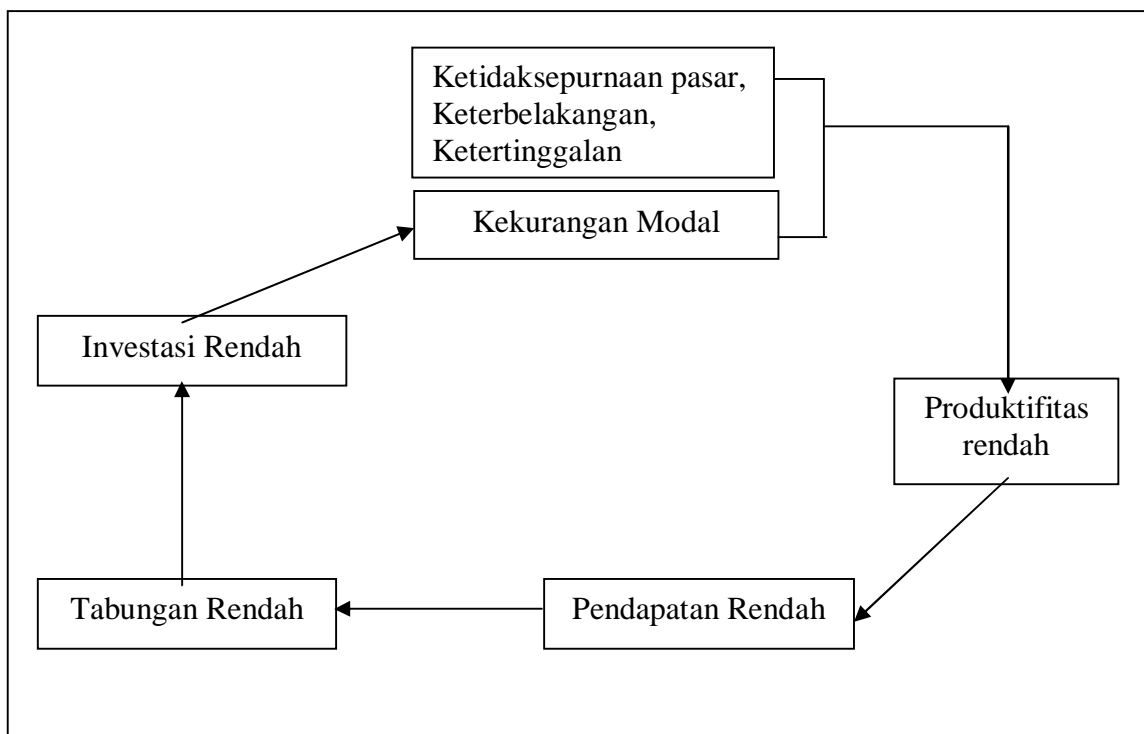 Ketidaksepurnaan pasar,
Keterbelakangan,
Ketertinggalan
Kekurangan Modal
Investasi Rendah
Produktifitas
rendah
Tabungan Rendah
Pendapatan Rendah